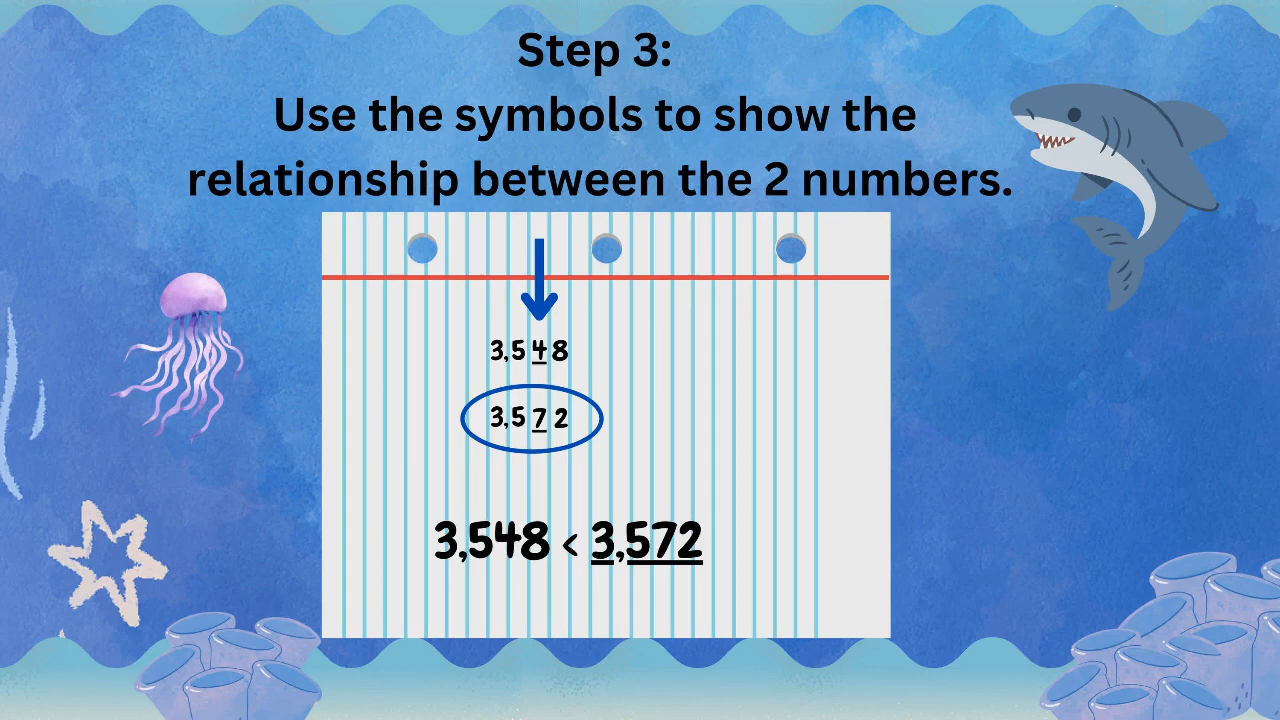 Step 3:
Use the symbols to show the
relationship between the 2 numbers.
3,548
3,572
3,548 < 3,572